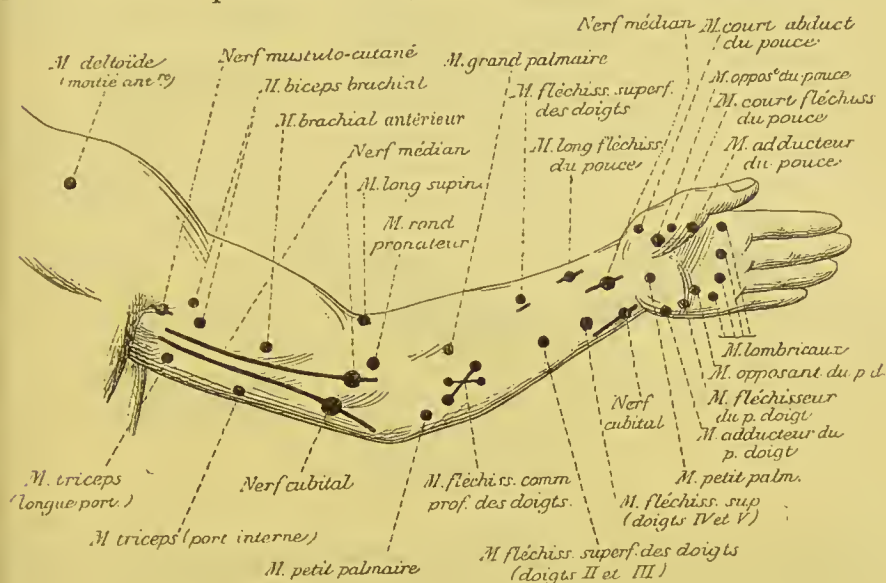 M deltoïde
(moitié antre)
Nerf mustulo-cutané
M. biceps brachial
M. brachial antérieur
Nerf médian
M. long supin.
M. rond
pronateur
M. grand palmaire
M. fléchiss. superf.
des doigts
M. long fléchiss.
du pouce
Nerf médian
M. court abduct
du pouce
M. oppost du pouce
M. court fléchiss
du pouce
M. adducteur
du pouce
M. lombricaux
M. opposant du p d.
M. fléchisseur
du p. doigt
M. adducteur du
p. doigt
M. petit palm.
Nerf
cubital
M. fléchiss. sup
(doigts IV et V)
M. fléchiss. comm
prof. des doigts.
M fléchiss. superf. des doigts
(doigts II et III)
M. petit palmaire
Nerf cubital
M. triceps
(longue port.)
M triceps (port interne)